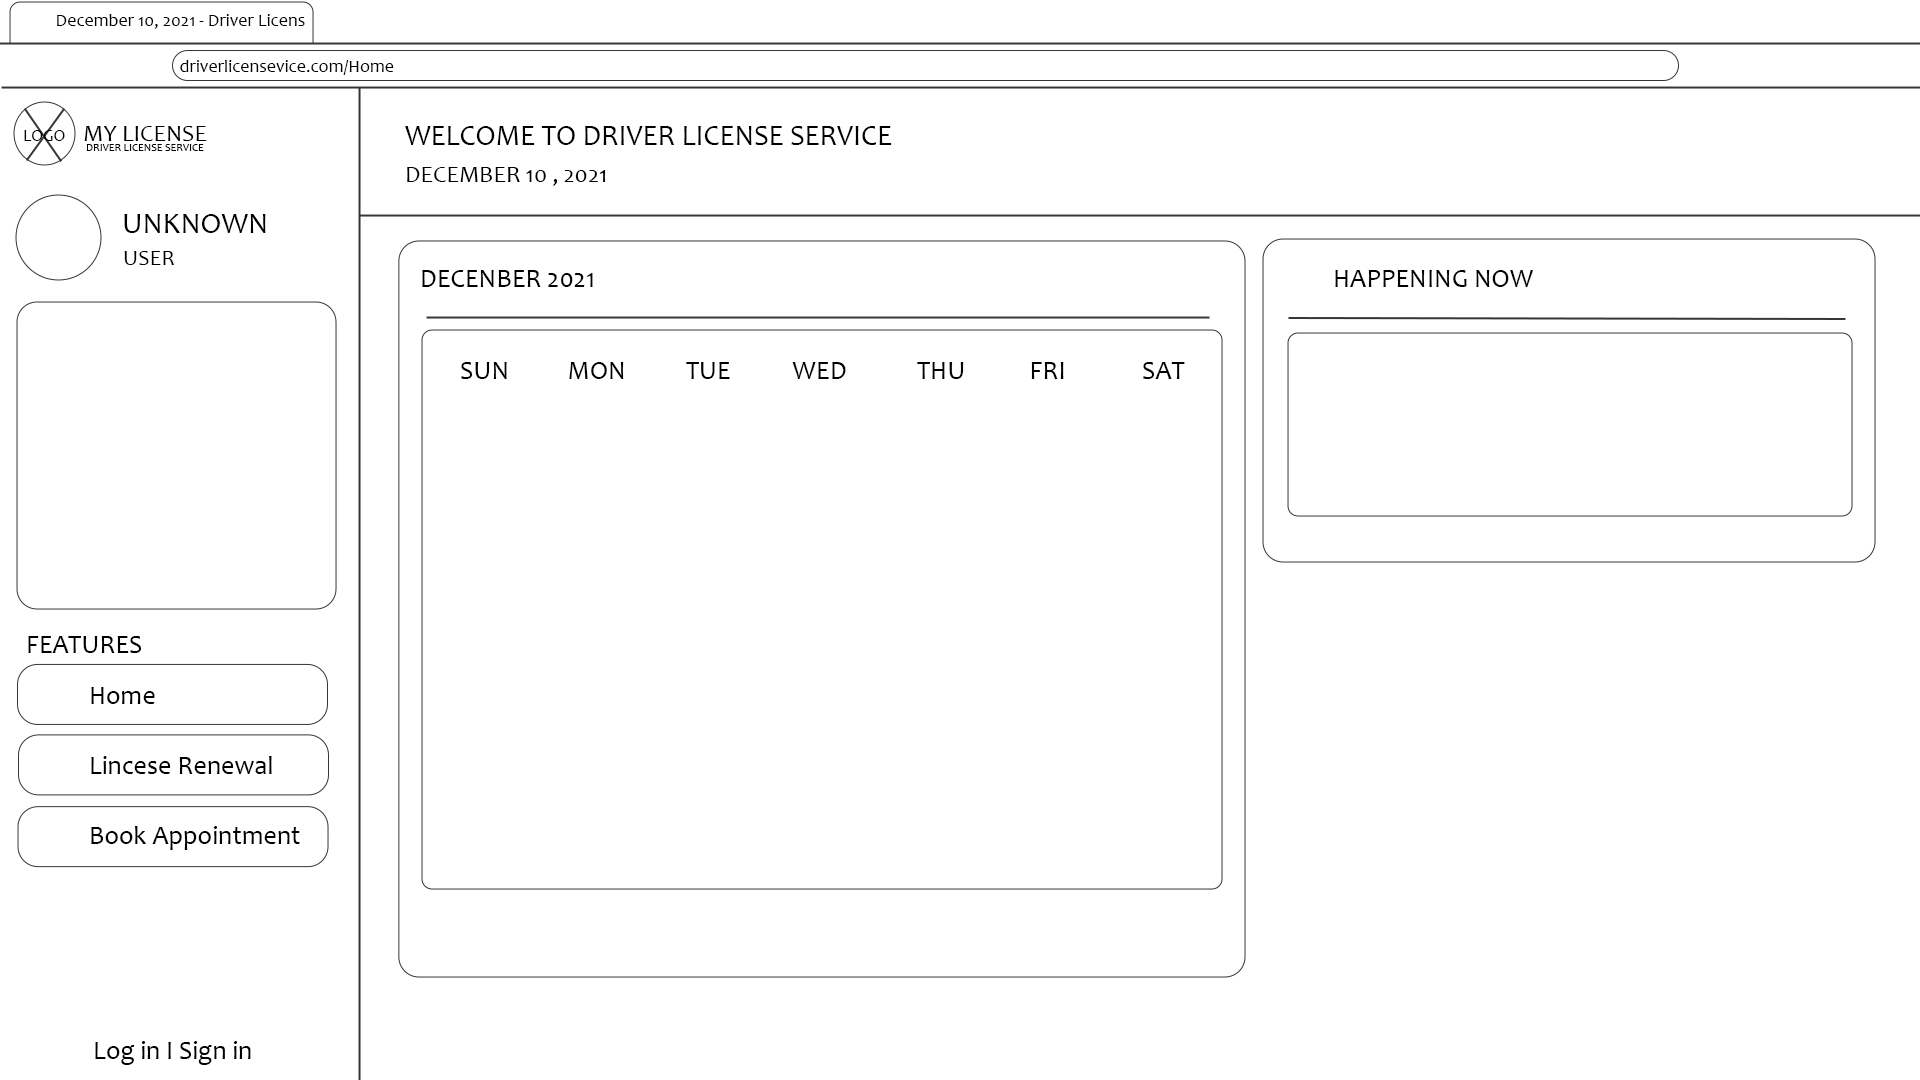 December 10, 2021 - Driver Licens
driverlicensevice.com/Home
LOGO
MY LICENSE
DRIVER LICENSE SERVICE
UNKNOWN
USER
FEATURES
Home
Lincese Renewal
Book Appointment
Log in I Sign in
WELCOME TO DRIVER LICENSE SERVICE
DECEMBER 10 , 2021
DECENBER 2021
SUN MON TUE WED THU FRI SAT
HAPPENING NOW